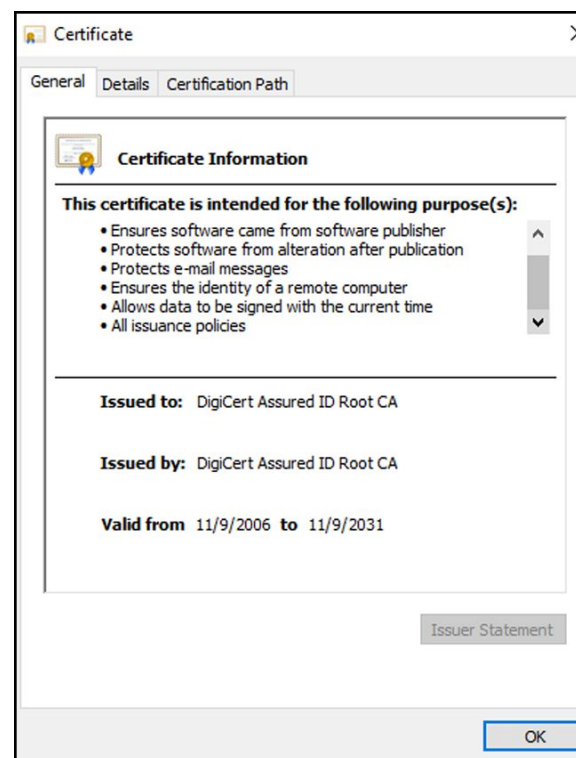 Certificate
General Details Certification Path
Certificate Information
This certificate is intended for the following purpose(s):
• Ensures software came from software publisher
• Protects software from alteration after publication
• Protects e-mail messages
• Ensures the identity of a remote computer
• Allows data to be signed with the current time
• All issuance policies
Issued to: DigiCert Assured ID Root CA
Issued by: DigiCert Assured ID Root CA
Valid from 11/9/2006 to 11/9/2031
Issuer Statement
OK